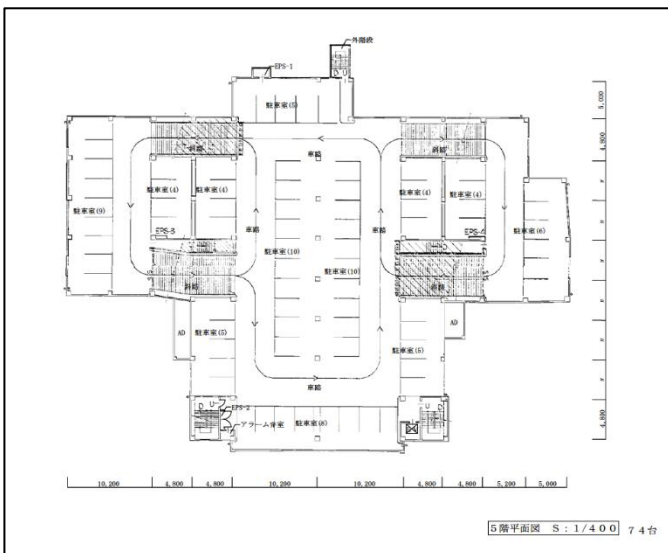 外階段
EPS-1
D U
駐車室(5)
5,000
4,800
斜路
車路
斜路
駐車室(4)
駐車室(4)
駐車室(4)
駐車室(4)
〃
〃
駐車室(9)
EPS-3
車路
車路
EPS-4
駐車室(6)
〃
駐車室(10)
駐車室(10)
〃
斜路
斜路
〃
AD
駐車室(5)
駐車室(5)
AD
〃
車路
〃
D U
EPS-2
アラーム弁室
駐車室(8)
U
D
4,800
10,200 4,800 4,800 10,200 10,200 4,800 4,800 5,200 5,000
5階平面図 S:1/400 74台